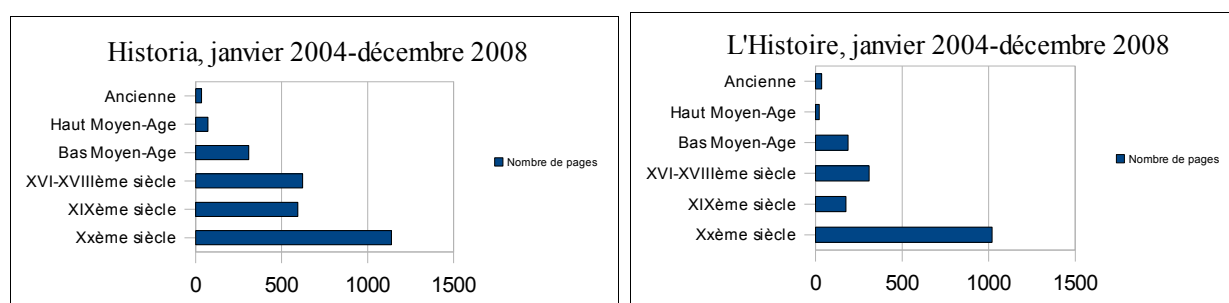 Historia, janvier 2004-décembre 2008
Ancienne
Haut Moyen-Age
Bas Moyen-Age
XVI-XVIIIème siècle
XIXème siècle
Xxème siècle
0 500 1000 1500
Nombre de pages
L'Histoire, janvier 2004-décembre 2008
Ancienne
Haut Moyen-Age
Bas Moyen-Age
XVI-XVIIIème siècle
XIXème siècle
Xxème siècle
0 500 1000 1500
Nombre de pages